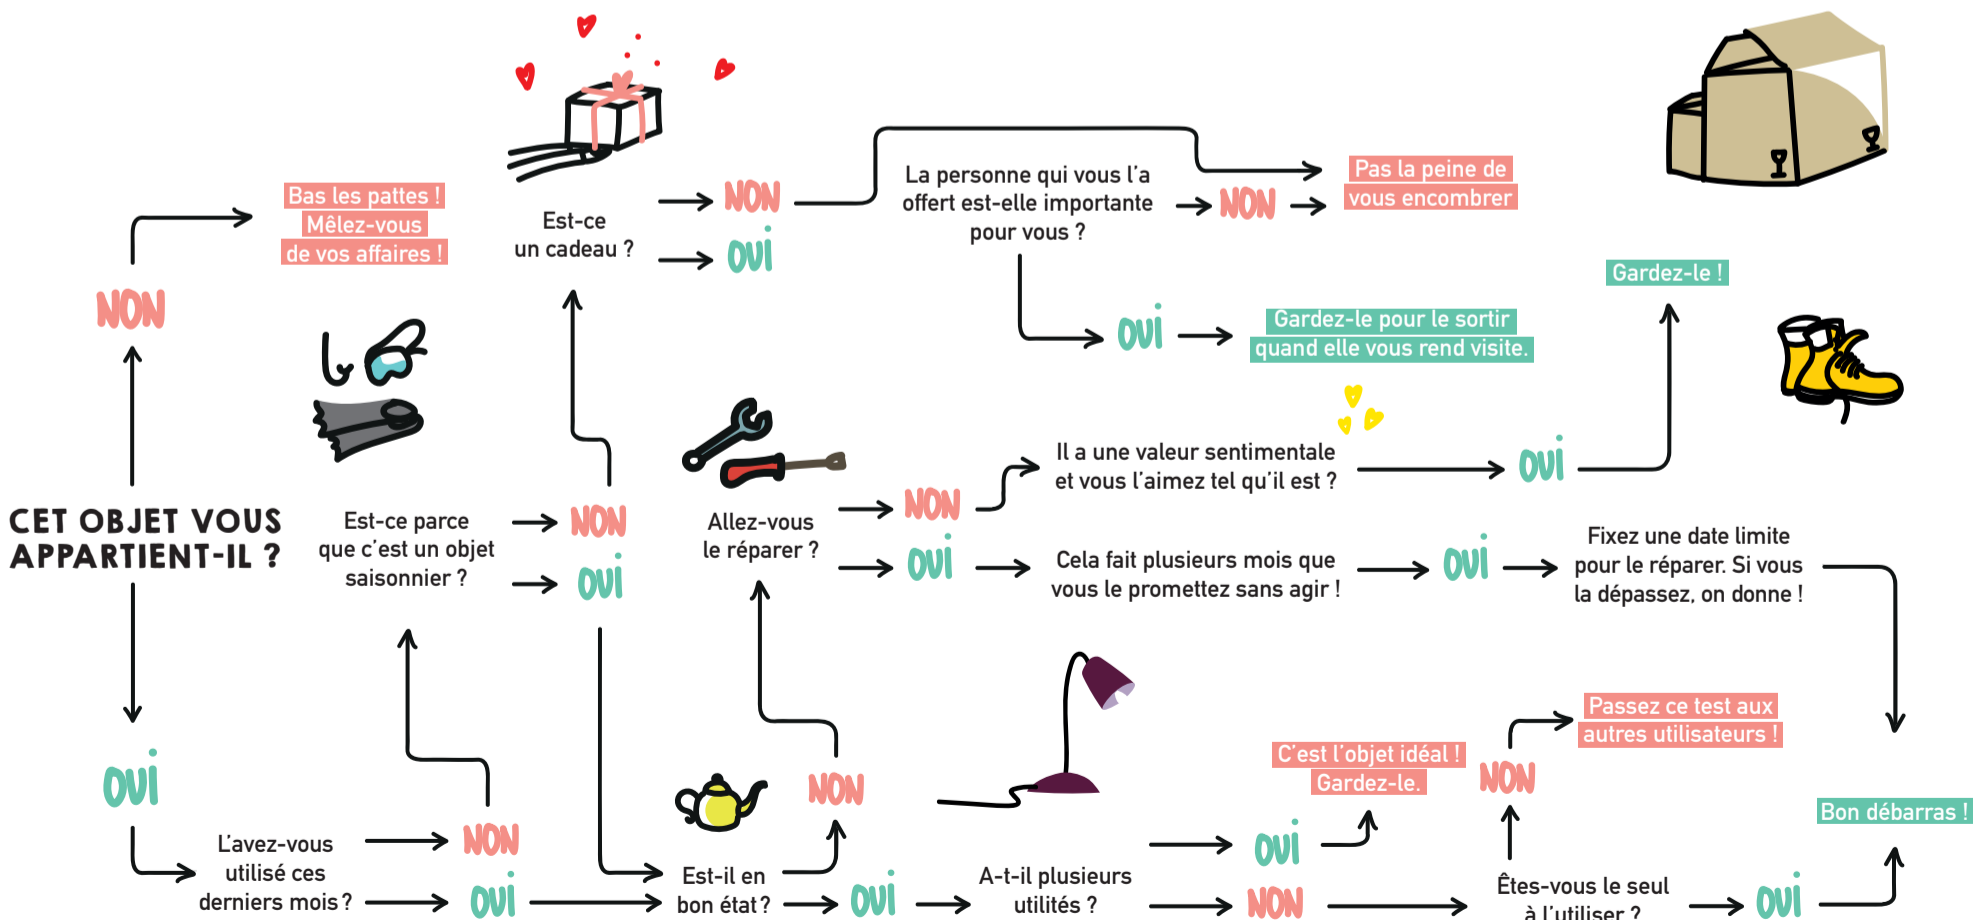 Bas les pattes !
Mêlez-vous
de vos affaires !
NON
CET OBJET VOUS
APPARTIENT-IL ?
OUI
L'avez-vous
utilisé ces
derniers mois ?
NON
OUI
Est-ce parce
que c'est un objet
saisonnier ?
NON
OUI
Est-ce
un cadeau ?
NON
OUI
La personne qui vous l'a
offert est-elle importante
pour vous ?
NON
Pas la peine de
vous encombrer
OUI
Gardez-le pour le sortir
quand elle vous rend visite.
Gardez-le !
Allez-vous
le réparer ?
NON
Il a une valeur sentimentale
et vous l'aimez tel qu'il est ?
OUI
OUI
Cela fait plusieurs mois que
vous le promettez sans agir !
OUI
Fixez une date limite
pour le réparer. Si vous
la dépassez, on donne !
Est-il en
bon état ?
NON
OUI
A-t-il plusieurs
utilités ?
OUI
C'est l'objet idéal !
Gardez-le.
NON
Êtes-vous le seul
à l'utiliser ?
NON
Passez ce test aux
autres utilisateurs !
OUI
Bon débarras !